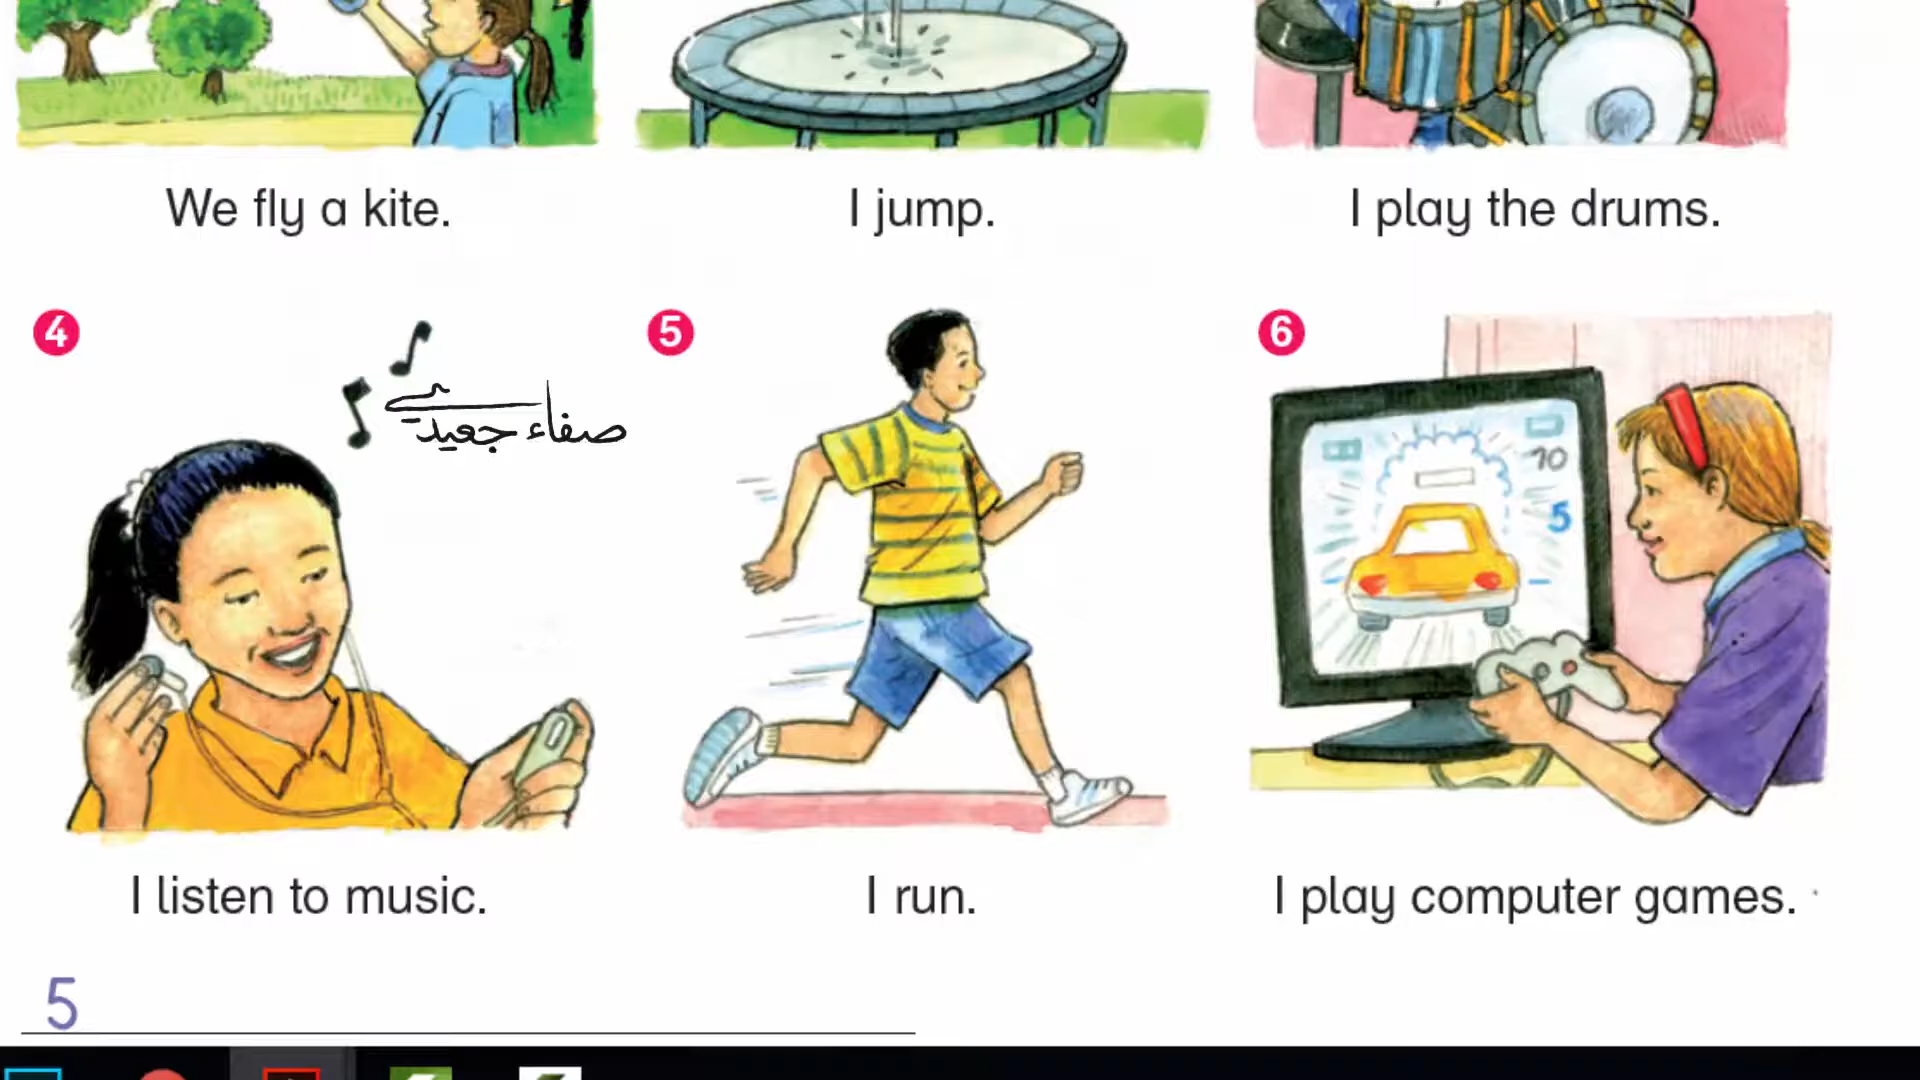 We fly a kite.
I jump.
I play the drums.
4
صفاء جعيدي
5
6
10
5
I listen to music.
I run.
I play computer games.
5